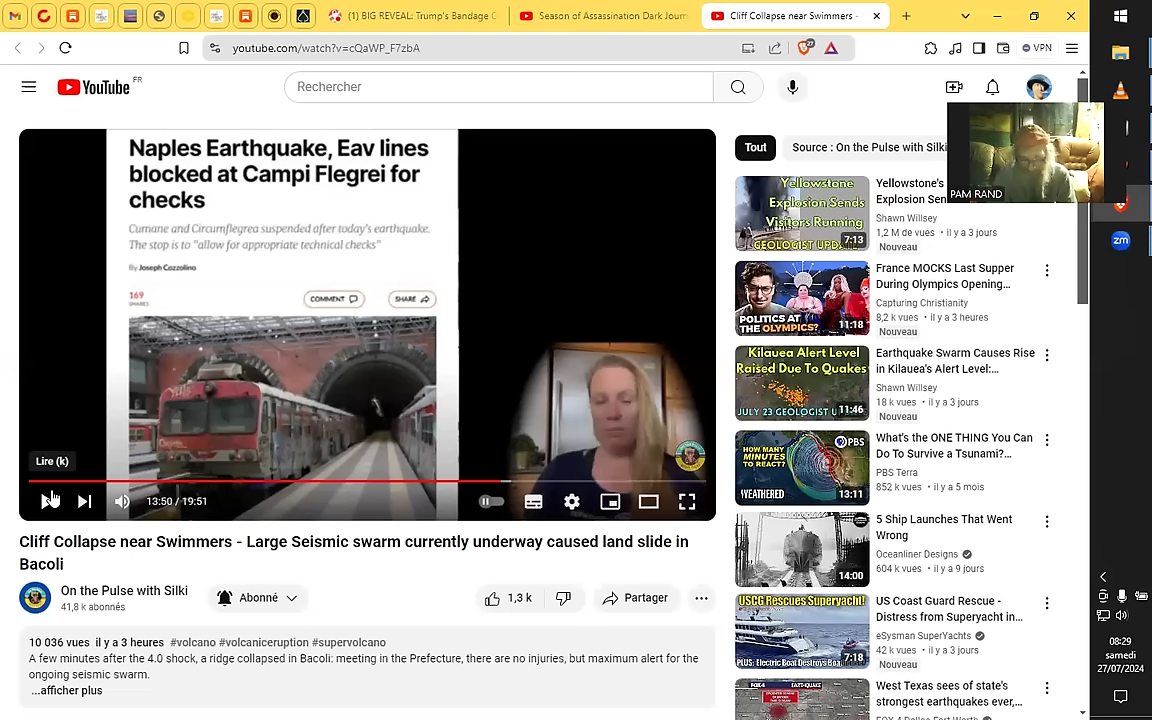 (1) BIG REVEAL: Trump's Bandage C
Season of Assassination Dark Journ
Cliff Collapse near Swimmers -
youtube.com/watch?v=cQaWP_F7zbA
27
VPN
YouTube
FR
Rechercher
Naples Earthquake, Eav lines
blocked at Campi Flegrei for
checks
Cumane and Circumflegrea suspended after today's earthquake.
The stop is to "allow for appropriate technical checks"
By Joseph Cozzolino
169
SHARES
COMMENT
SHARE
Lire (k)
13:50 / 19:51
Cliff Collapse near Swimmers - Large Seismic swarm currently underway caused land slide in
Bacoli
On the Pulse with Silki
41,8 k abonnés
Abonné
1,3 k
Partager
10 036 vues il y a 3 heures #volcano #volcaniceruption #supervolcano
A few minutes after the 4.0 shock, a ridge collapsed in Bacoli: meeting in the Prefecture, there are no injuries, but maximum alert for the
ongoing seismic swarm.
...afficher plus
Tout
Source : On the Pulse with Silki
PAM RAND
Yellowstone
Explosion Sends
Visitors Running
GEOLOGIST UPDA
7:13
Yellowstone's
Explosion Sen
Shawn Willsey
1,2 M de vues • il y a 3 jours
Nouveau
POLITICS AT
THE OLYMPICS?
11:18
France MOCKS Last Supper
During Olympics Opening...
Capturing Christianity
8,2 k vues • il y a 3 heures
Nouveau
Kilauea Alert Level
Raised Due To Quakes
JULY 23 GEOLOGIST U
11:46
Earthquake Swarm Causes Rise
in Kilauea's Alert Level:...
Shawn Willsey
18 k vues • il y a 3 jours
Nouveau
HOW MANY
MINUTES
TO REACT?
PBS
WEATHERED
13:11
What's the ONE THING You Can
Do To Survive a Tsunami?...
PBS Terra
852 k vues • il y a 5 mois
14:00
5 Ship Launches That Went
Wrong
Oceanliner Designs
604 k vues • il y a 9 jours
USCG Rescues Superyacht!
PLUS: Electric Boat Destroys Boa
7:18
US Coast Guard Rescue -
Distress from Superyacht in...
eSysman SuperYachts
42 k vues • il y a 3 jours
Nouveau
West Texas sees of state's
strongest earthquakes ever,...
zm
08:29
samedi
27/07/2024